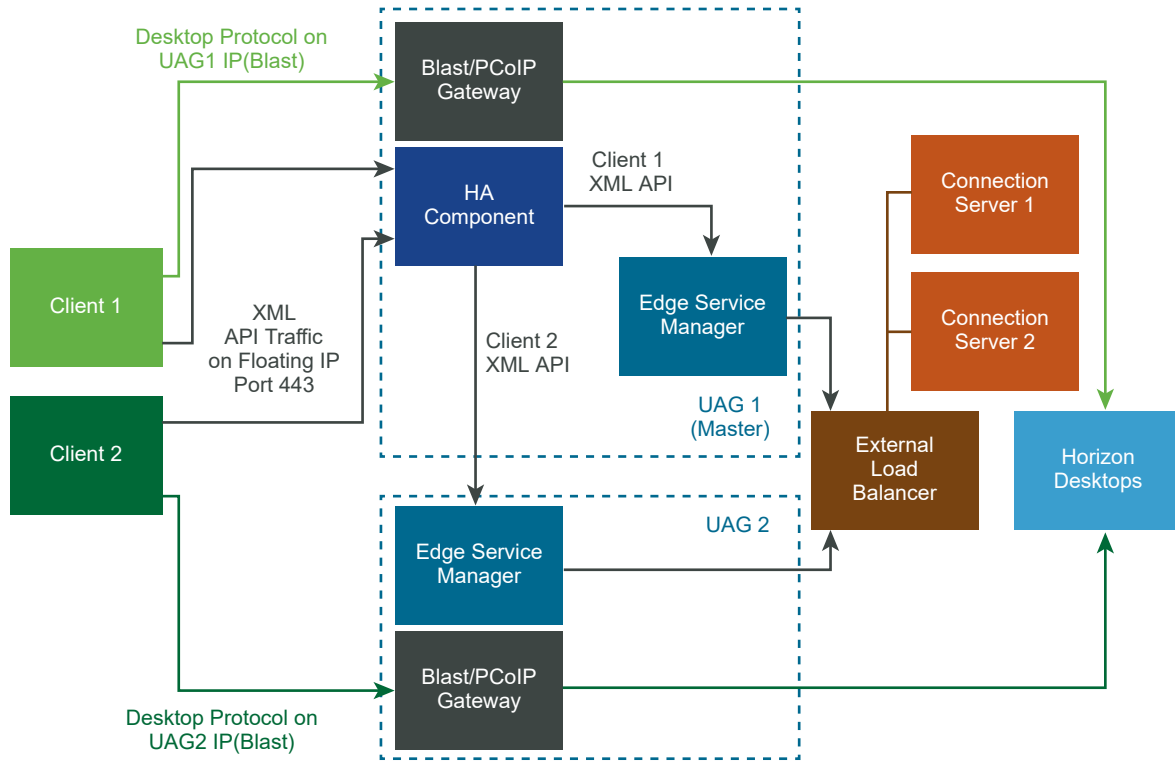 Desktop Protocol on
UAG1 IP(Blast)
Blast/PCoIP
Gateway
HA
Component
Client 1
XML API
Connection
Server 1
Client 1
XML
API Traffic
on Floating IP
Port 443
Client 2
XML API
Edge Service
Manager
Connection
Server 2
Client 2
UAG 1
(Master)
External
Load
Balancer
Horizon
Desktops
UAG 2
Edge Service
Manager
Blast/PCoIP
Gateway
Desktop Protocol on
UAG2 IP(Blast)